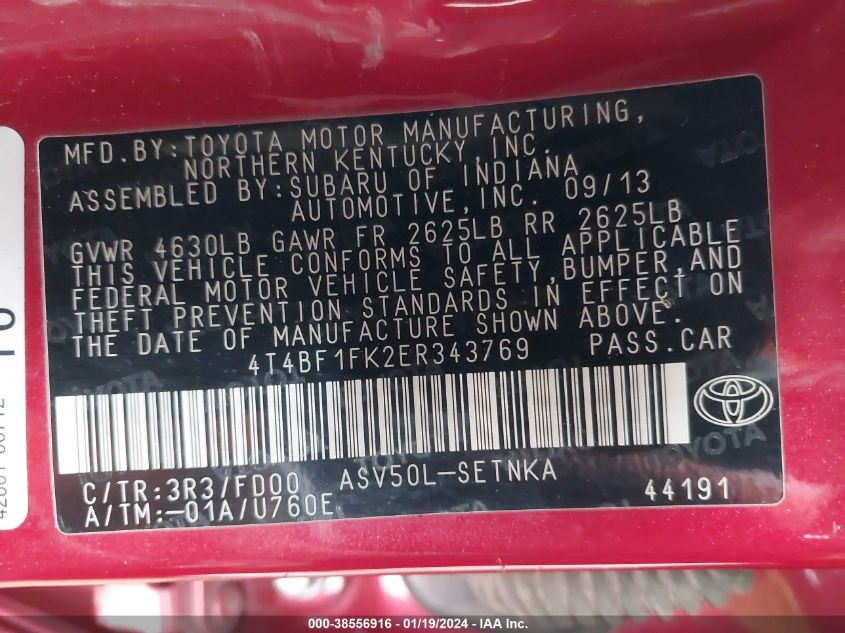 MFD.BY:TOYOTA MOTOR MANUFACTURING,
NORTHERN KENTUCKY,INC.
ASSEMBLED BY:SUBARU OF INDIANA
AUTOMOTIVE,INC. 09/13
GVWR 4630LB GAWR FR 2625LB RR 2625LB
THIS VEHICLE CONFORMS TO ALL APPLICABLE
FEDERAL MOTOR VEHICLE SAFETY,BUMPER,AND
THEFT PREVENTION STANDARDS IN EFFECT ON
THE DATE OF MANUFACTURE SHOWN ABOVE.
4T4BF1FK2ER343769 PASS.CAR
TOYOTA
C/TR:3R3/FD00 ASV50L-SETNKA
A/TM:-01A/U760E 44191
000-38556916 - 01/19/2024 - © IAA, Inc.